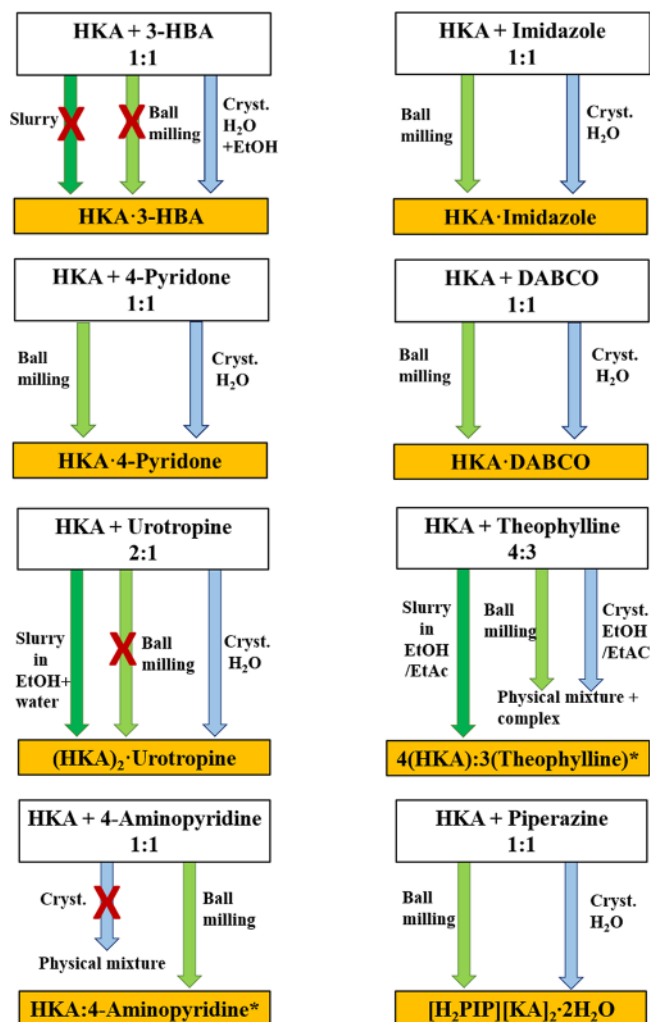 HKA + 3-HBA
1:1
Slurry
Ball
milling
Cryst.
H₂O
+EtOH
HKA·3-HBA
HKA + Imidazole
1:1
Ball
milling
Cryst.
H₂O
HKA·Imidazole
HKA + 4-Pyridone
1:1
Ball
milling
Cryst.
H₂O
HKA·4-Pyridone
HKA + DABCO
1:1
Ball
milling
Cryst.
H₂O
HKA·DABCO
HKA + Urotropine
2:1
Slurry
in
EtOH+
water
Ball
milling
Cryst.
H₂O
(HKA)₂·Urotropine
HKA + Theophylline
4:3
Slurry
in
EtOH
/EtAc
Ball
milling
Cryst.
EtOH
/EtAC
Physical mixture +
complex
4(HKA):3(Theophylline)*
HKA + 4-Aminopyridine
1:1
Cryst.
Physical mixture
Ball
milling
HKA:4-Aminopyridine*
HKA + Piperazine
1:1
Ball
milling
Cryst.
H₂O
[H₂PIP][KA]₂·2H₂O